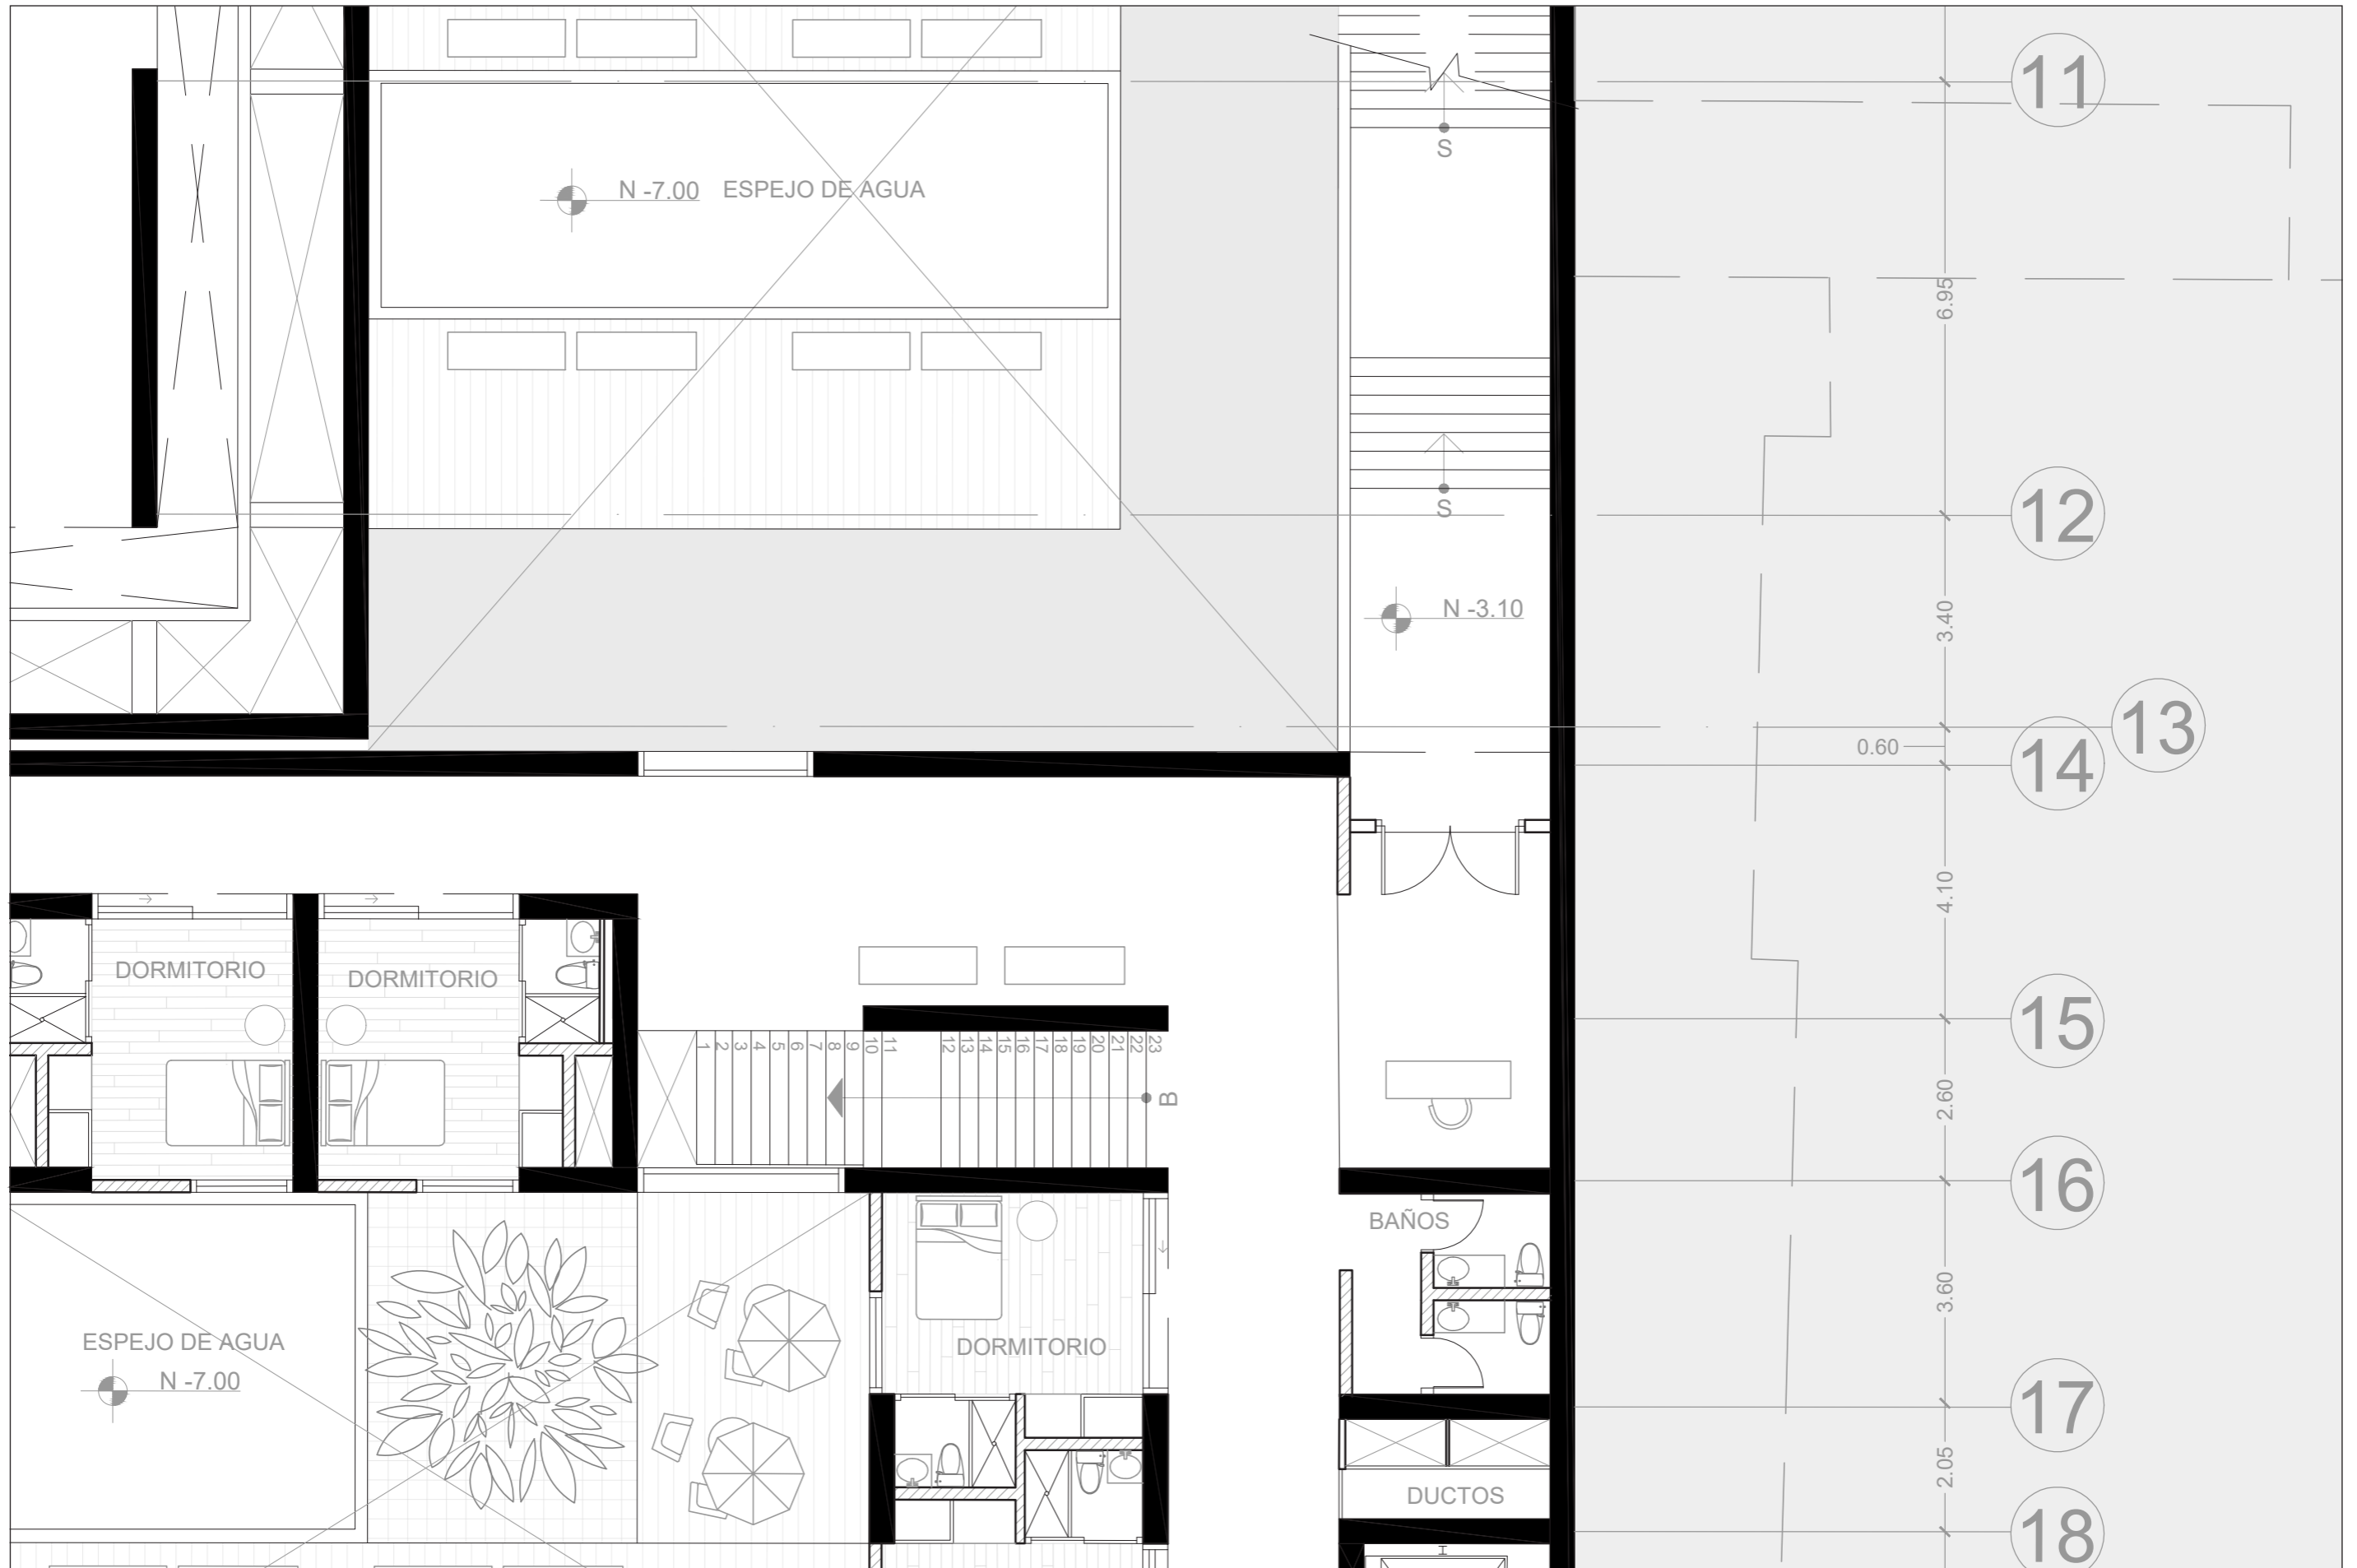 11
S
N -7.00 ESPEJO DE AGUA
6.95
12
S
N -3.10
3.40
13
0.60
14
4.10
DORMITORIO
DORMITORIO
15
1 2 3 4 5 6 7 8 9 10 11 12 13 14 15 16 17 18 19 20 21 22 23
B
2.60
16
BAÑOS
3.60
ESPEJO DE AGUA
N -7.00
DORMITORIO
17
2.05
DUCTOS
18